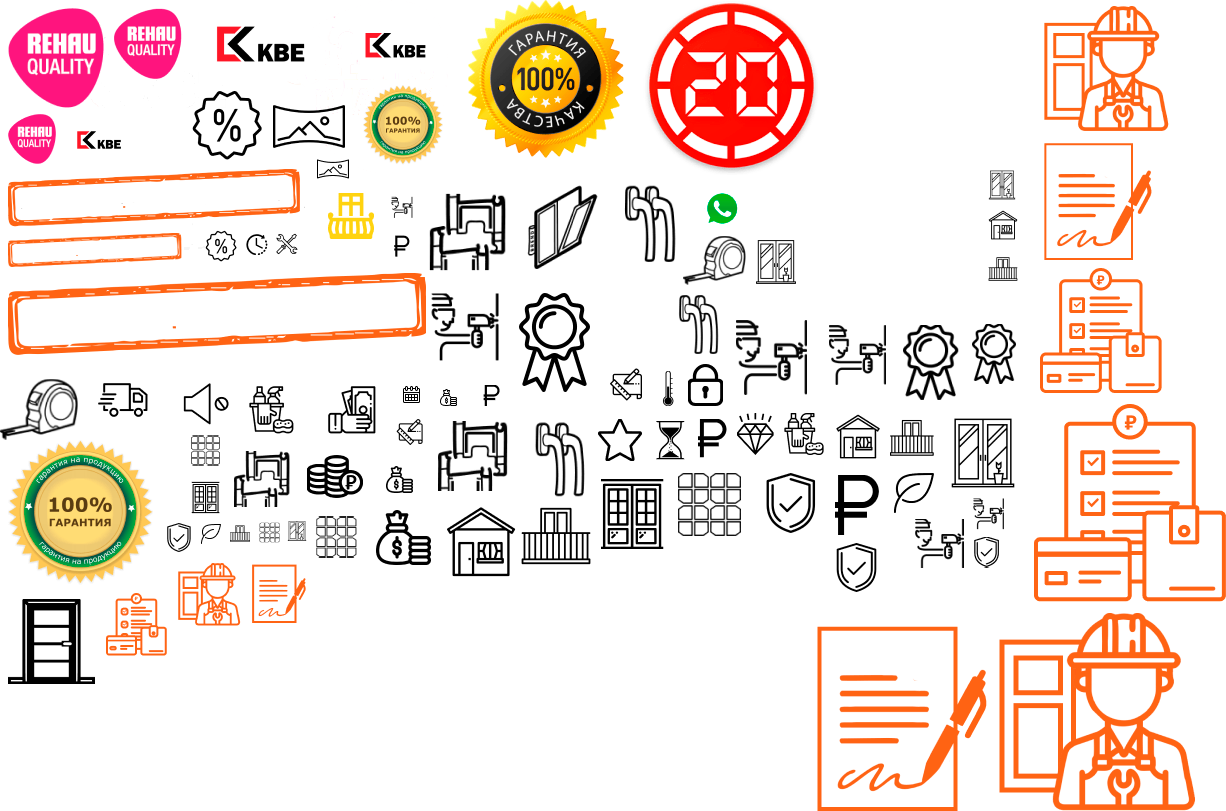 REHAU
QUALITY
REHAU
QUALITY
KBE
KBE
ГАРАНТИЯ
100%
КАЧЕСТВА
20
%
100%
ГАРАНТИЯ
REHAU
QUALITY
KBE
%
₽
₽
₽
₽
₽
$
₽
гарантия на продукцию
100%
ГАРАНТИЯ
гарантия на продукцию
$
₽
₽